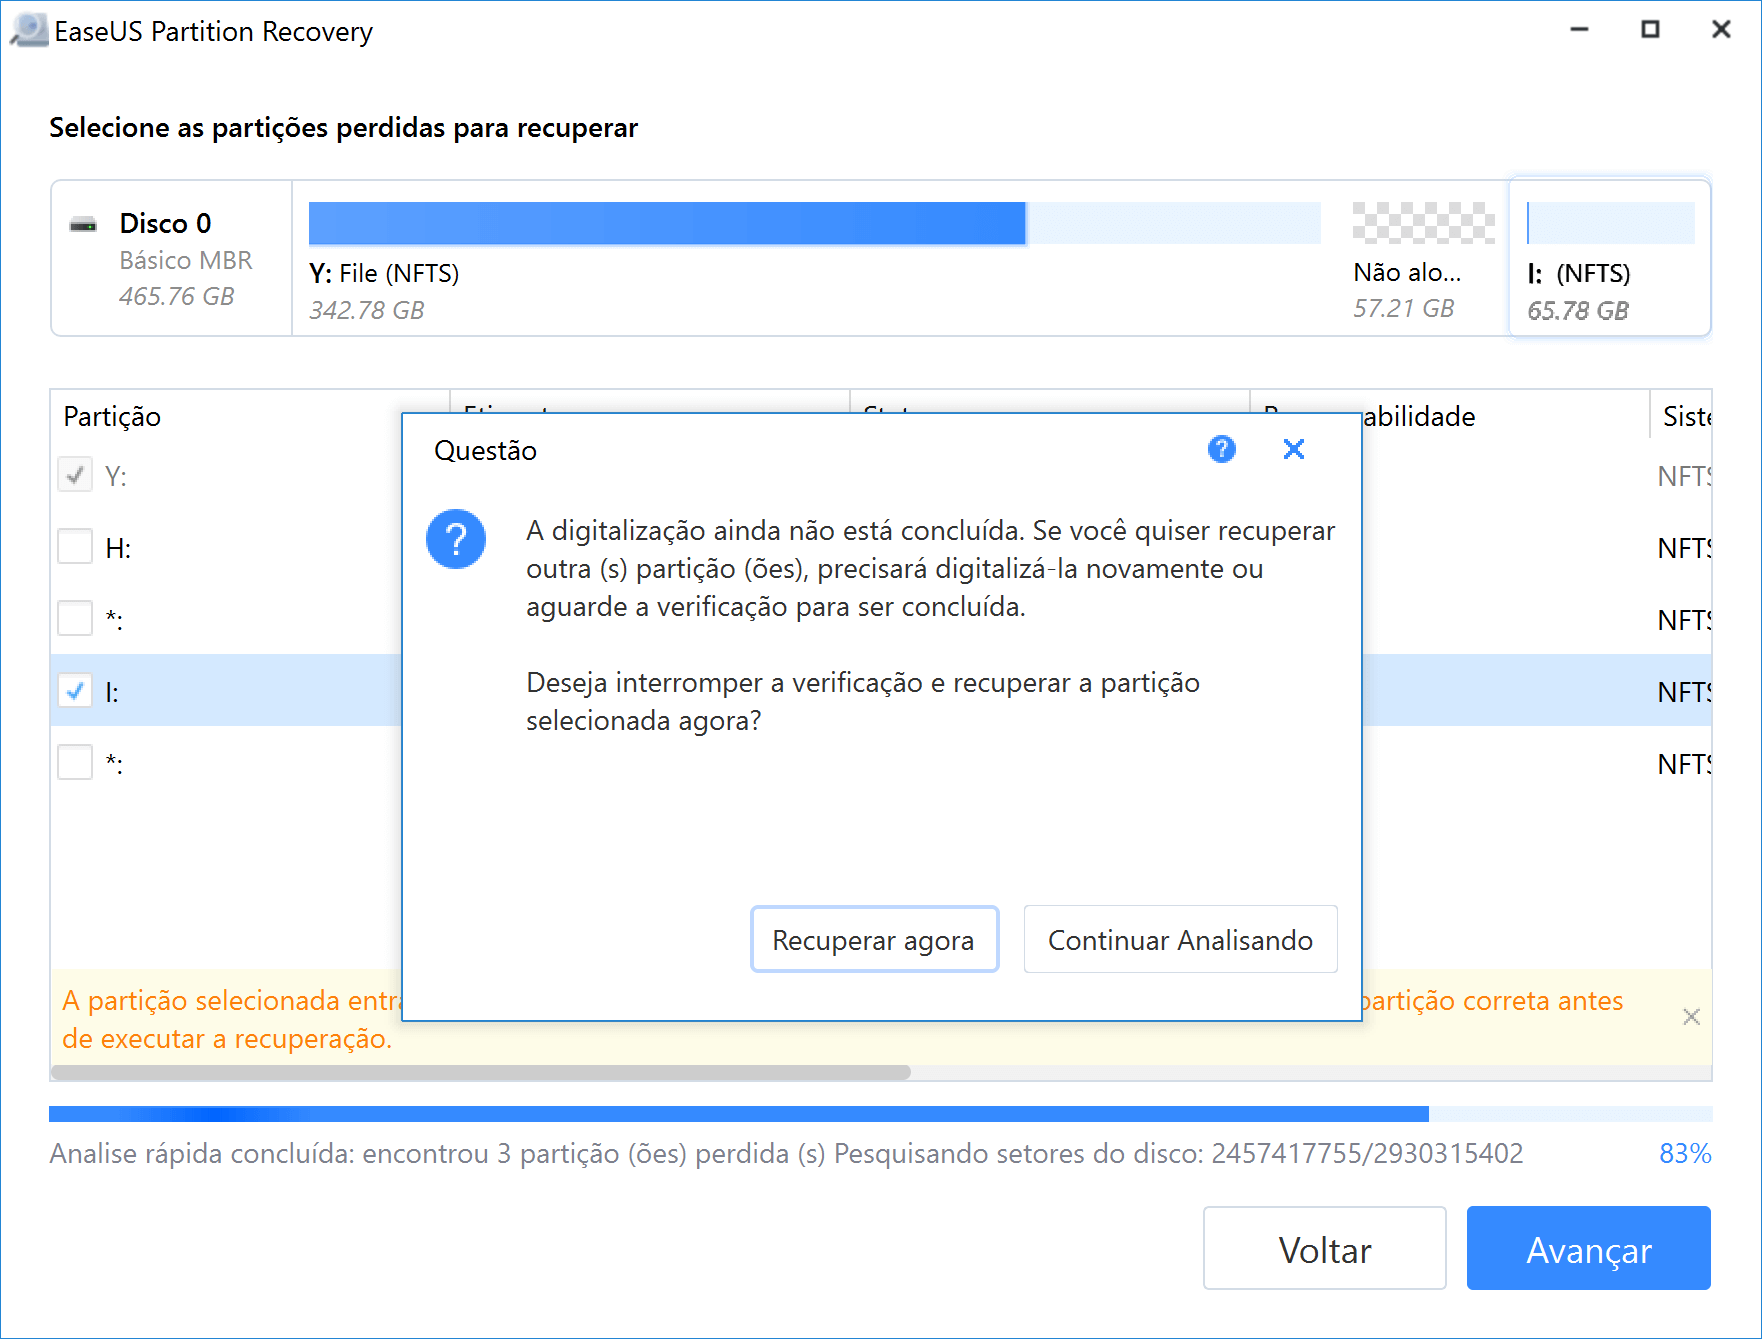 EaseUS Partition Recovery
Selecione as partições perdidas para recuperar
Disco 0
Básico MBR
465.76 GB
Y: File (NFTS)
342.78 GB
Não alo...
57.21 GB
I: (NFTS)
65.78 GB
Partição
abilidade
Y:
NFTS
H:
NFTS
*:
NFTS
I:
NFTS
*:
NFTS
Questão
A digitalização ainda não está concluída. Se você quiser recuperar
outra (s) partição (ões), precisará digitalizá-la novamente ou
aguarde a verificação para ser concluída.
Deseja interromper a verificação e recuperar a partição
selecionada agora?
Recuperar agora
Continuar Analisando
A partição selecionada partição correta antes
de executar a recuperação.
Analise rápida concluída: encontrou 3 partição (ões) perdida (s) Pesquisando setores do disco: 2457417755/2930315402
83%
Voltar
Avançar